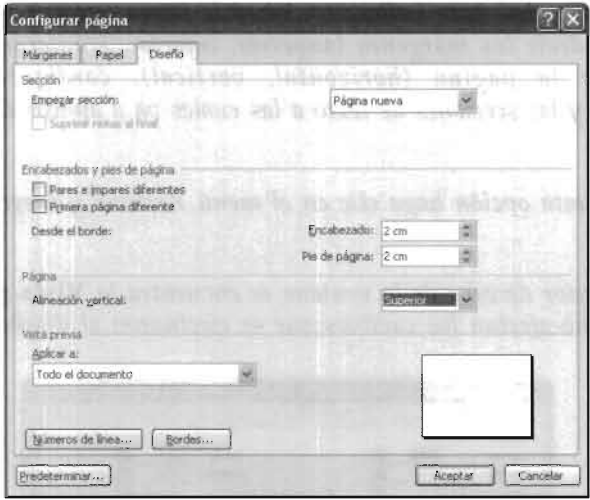 Configurar página
Márgenes Papel Diseño
Sección
Empezar sección: Página nueva
Suprimir notas al final
Encabezados y pies de página
Pares e impares diferentes
Primera página diferente
Desde el borde: Encabezado: 2 cm
Pie de página: 2 cm
Página
Alineación vertical: Superior
Vista previa
Aplicar a:
Todo el documento
Números de línea... Bordes...
Predeterminar... Aceptar Cancelar